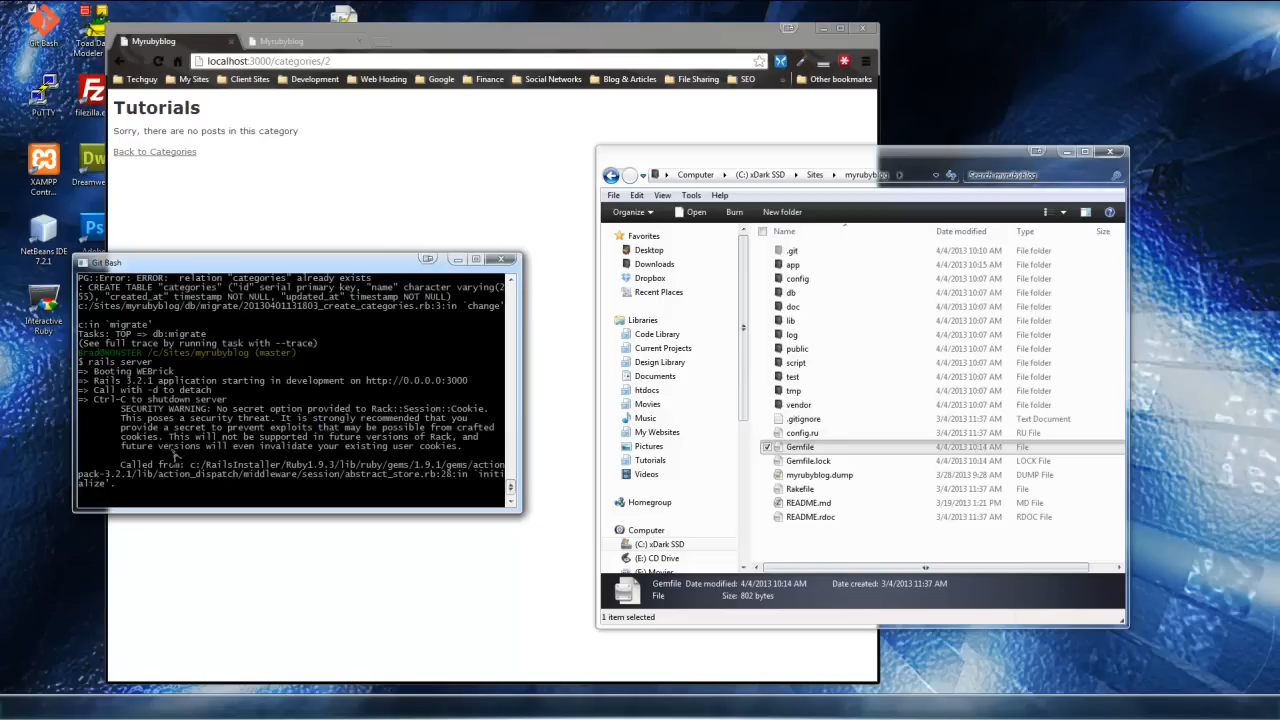 Git Bash
Toad Da
Modeler
PuTTY
filezilla.e
XAMPP
Contr...
Dreamwe
NetBeans IDE
7.2.1
Interactive
Ruby
Myrubyblog
Myrubyblog
localhost:3000/categories/2
Techguy
My Sites
Client Sites
Development
Web Hosting
Google
Finance
Social Networks
Blog & Articles
File Sharing
SEO
Other bookmarks
Tutorials
Sorry, there are no posts in this category
Back to Categories
Git Bash
PG::Error: ERROR:  relation "categories" already exists
: CREATE TABLE "categories" ("id" serial primary key, "name" character varying(2
55), "created_at" timestamp NOT NULL, "updated_at" timestamp NOT NULL)
c:/Sites/myrubyblog/db/migrate/20130401131803_create_categories.rb:3:in `change'
c:in `migrate'
Tasks: TOP => db:migrate
(See full trace by running task with --trace)
Brad@MONSTER /c/Sites/myrubyblog (master)
$ rails server
=> Booting WEBrick
=> Rails 3.2.1 application starting in development on http://0.0.0.0:3000
=> Call with -d to detach
=> Ctrl-C to shutdown server
SECURITY WARNING: No secret option provided to Rack::Session::Cookie.
This poses a security threat. It is strongly recommended that you
provide a secret to prevent exploits that may be possible from crafted
cookies. This will not be supported in future versions of Rack, and
future versions will even invalidate your existing user cookies.
Called from: c:/RailsInstaller/Ruby1.9.3/lib/ruby/gems/1.9.1/gems/action
pack-3.2.1/lib/action_dispatch/middleware/session/abstract_store.rb:28:in `initi
alize'.
Computer
(C:) xDark SSD
Sites
myrubyblog
Search myrubyblog
File Edit View Tools Help
Organize Open Burn New folder
Name Date modified Type Size
Favorites
Desktop
Downloads
Dropbox
Recent Places
Libraries
Code Library
Current Projects
Design Library
Documents
htdocs
Movies
Music
My Websites
Pictures
Tutorials
Videos
Homegroup
Computer
(C:) xDark SSD
(E:) CD Drive
(F:) Movies
.git 4/4/2013 10:10 AM File folder
app 4/4/2013 10:15 AM File folder
config 4/4/2013 10:07 AM File folder
db 4/4/2013 10:07 AM File folder
doc 4/4/2013 10:07 AM File folder
lib 4/4/2013 10:07 AM File folder
log 4/4/2013 10:07 AM File folder
public 4/4/2013 10:07 AM File folder
script 4/4/2013 10:07 AM File folder
test 4/4/2013 10:07 AM File folder
tmp 4/4/2013 10:07 AM File folder
vendor 4/4/2013 10:07 AM File folder
.gitignore 3/4/2013 11:37 AM Text Document
config.ru 3/4/2013 11:37 AM RU File
Gemfile 4/4/2013 10:14 AM File
Gemfile.lock 4/4/2013 10:10 AM LOCK File
myrubyblog.dump 3/28/2013 9:28 AM DUMP File
Rakefile 3/4/2013 11:37 AM File
README.md 3/19/2013 1:21 PM MD File
README.rdoc 3/4/2013 11:37 AM RDOC File
Gemfile Date modified: 4/4/2013 10:14 AM Date created: 3/4/2013 11:37 AM
File Size: 802 bytes
1 item selected